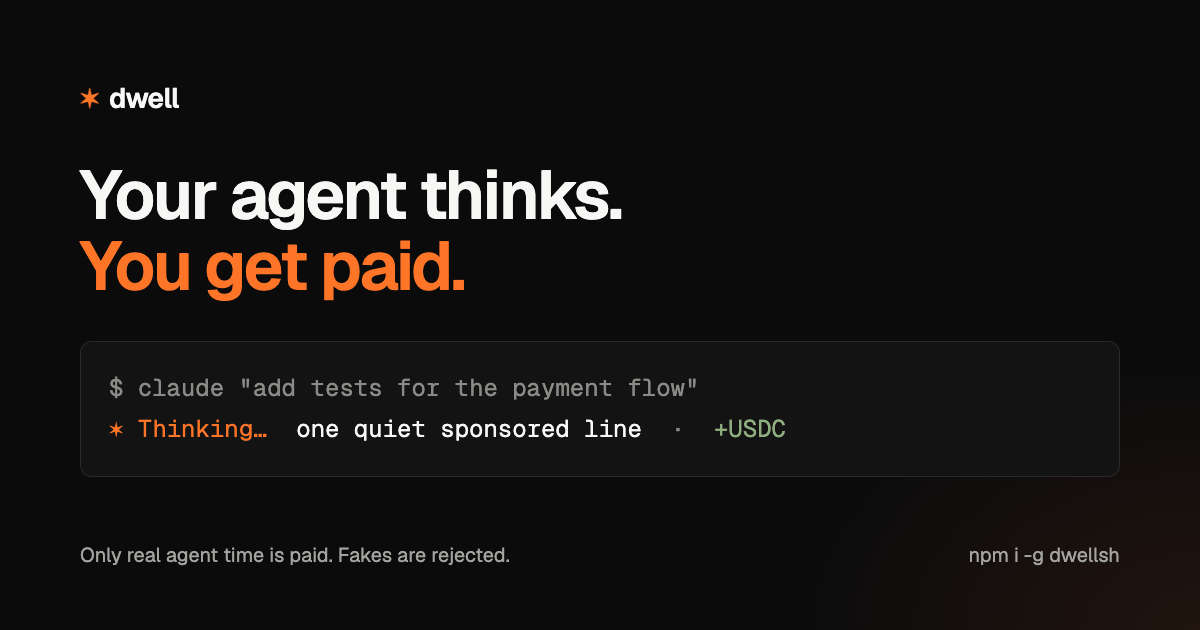 ✶ dwell
Your agent thinks.
You get paid.
$ claude "add tests for the payment flow"
✶ Thinking… one quiet sponsored line · +USDC
Only real agent time is paid. Fakes are rejected.
npm i -g dwellsh